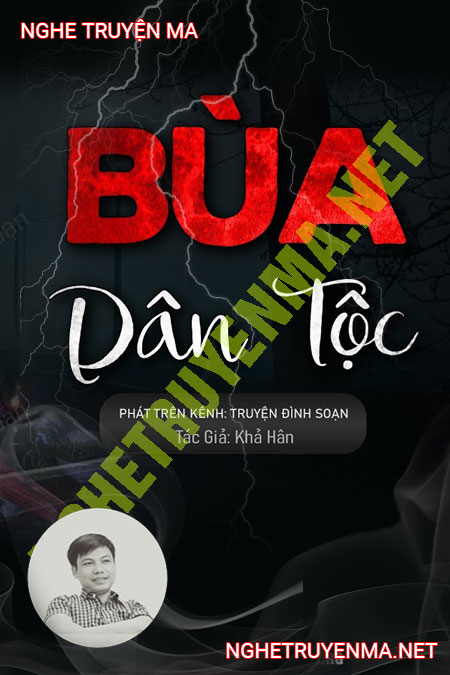 NGHE TRUYỆN MA
BÙA
Dân Tộc
NGHETRUYENMA.NET
PHÁT TRÊN KÊNH: TRUYỆN ĐÌNH SOẠN
Tác Giả: Khả Hân
NGHETRUYENMA.NET